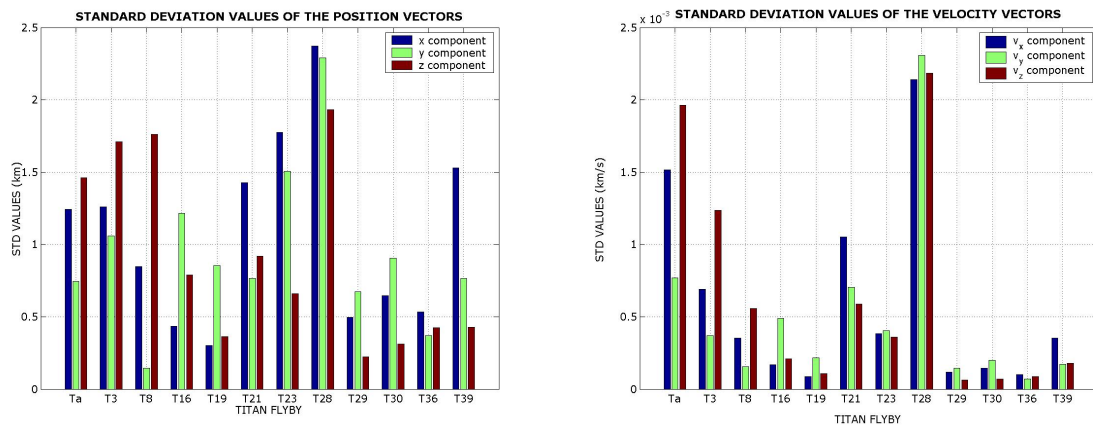 STANDARD DEVIATION VALUES OF THE POSITION VECTORS
2.5
2
1.5
1
0.5
0
STD VALUES (km)
x component
y component
z component
Ta T3 T8 T16 T19 T21 T23 T28 T29 T30 T36 T39
TITAN FLYBY
STANDARD DEVIATION VALUES OF THE VELOCITY VECTORS
x 10⁻³
2.5
2
1.5
1
0.5
0
STD VALUES (km/s)
vₓ component
v_y component
v_z component
Ta T3 T8 T16 T19 T21 T23 T28 T29 T30 T36 T39
TITAN FLYBY